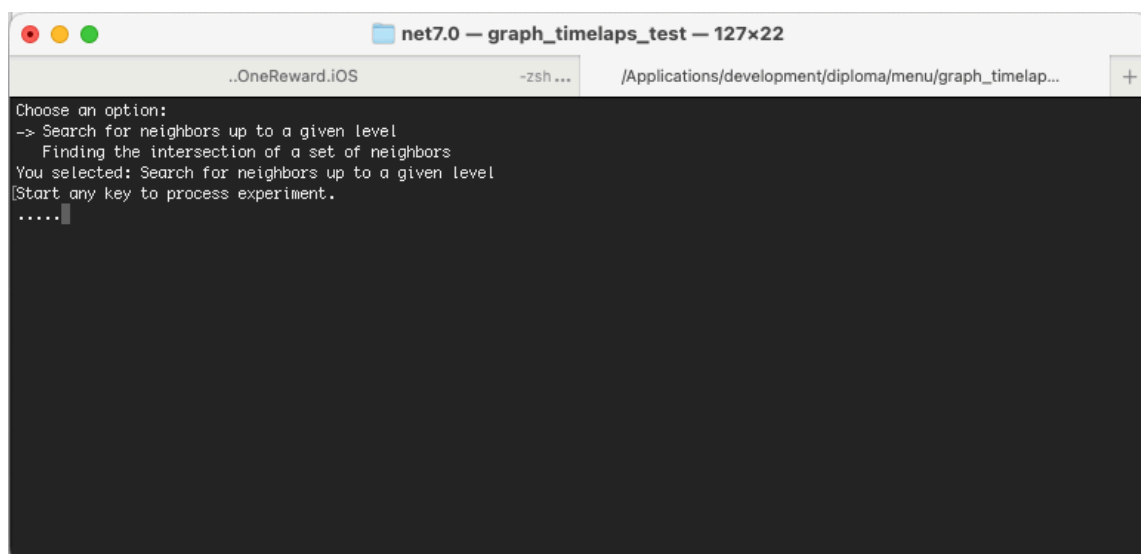 net7.0 — graph_timelaps_test — 127×22
..OneReward.iOS -zsh ... /Applications/development/diploma/menu/graph_timelap... +
Choose an option:
-> Search for neighbors up to a given level
Finding the intersection of a set of neighbors
You selected: Search for neighbors up to a given level
[Start any key to process experiment.
.....